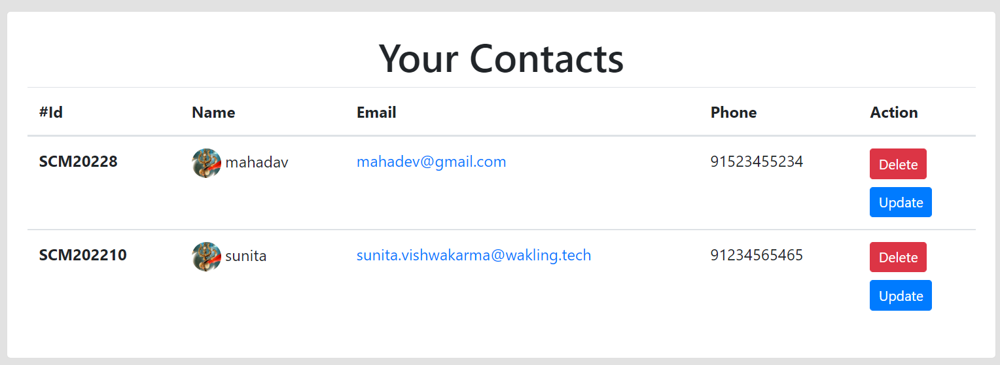 Your Contacts
#Id Name Email Phone Action
SCM20228 mahadav mahadev@gmail.com 91523455234 Delete
Update
SCM202210 sunita sunita.vishwakarma@wakling.tech 91234565465 Delete
Update